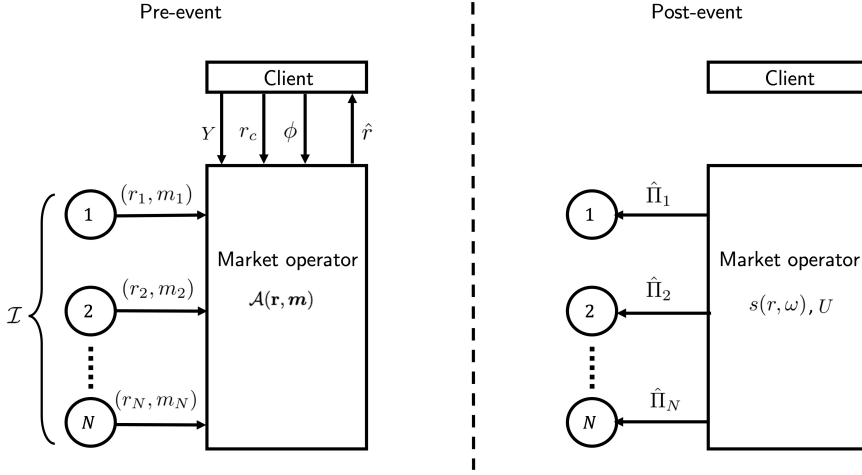 Pre-event
Post-event
Client
Client
Y
r_c
ϕ
r̂
(r_1, m_1)
1
(r_2, m_2)
2
(r_N, m_N)
N
ℐ
Market operator
𝒜(𝐫, 𝒎)
Π̂_1
1
Π̂_2
2
Π̂_N
N
Market operator
s(r, ω), U